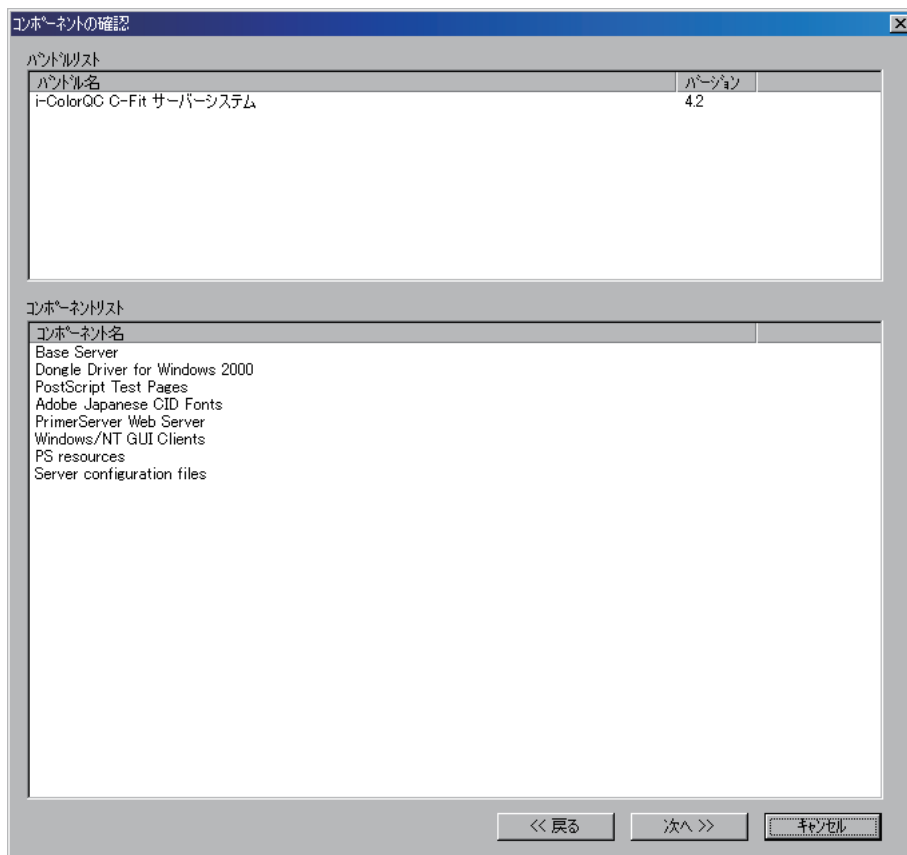 コンポーネントの確認
バンドルリスト
バンドル名 バージョン
i-ColorQC C-Fit サーバーシステム 4.2
コンポーネントリスト
コンポーネント名
Base Server
Dongle Driver for Windows 2000
PostScript Test Pages
Adobe Japanese CID Fonts
PrimerServer Web Server
Windows/NT GUI Clients
PS resources
Server configuration files
<< 戻る 次へ >> キャンセル